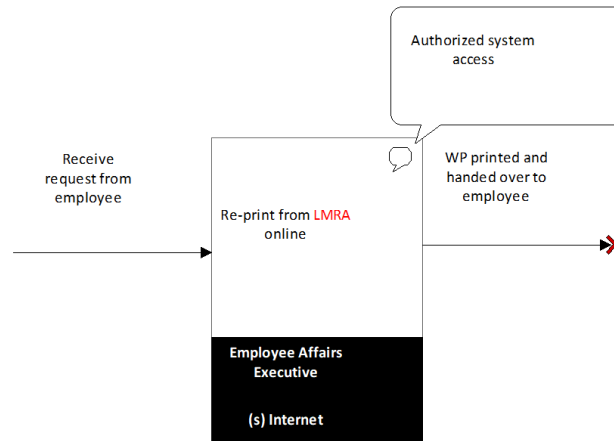 Authorized system
access
Receive
request from
employee
WP printed and
handed over to
employee
Re-print from LMRA
online
Employee Affairs
Executive
(s) Internet